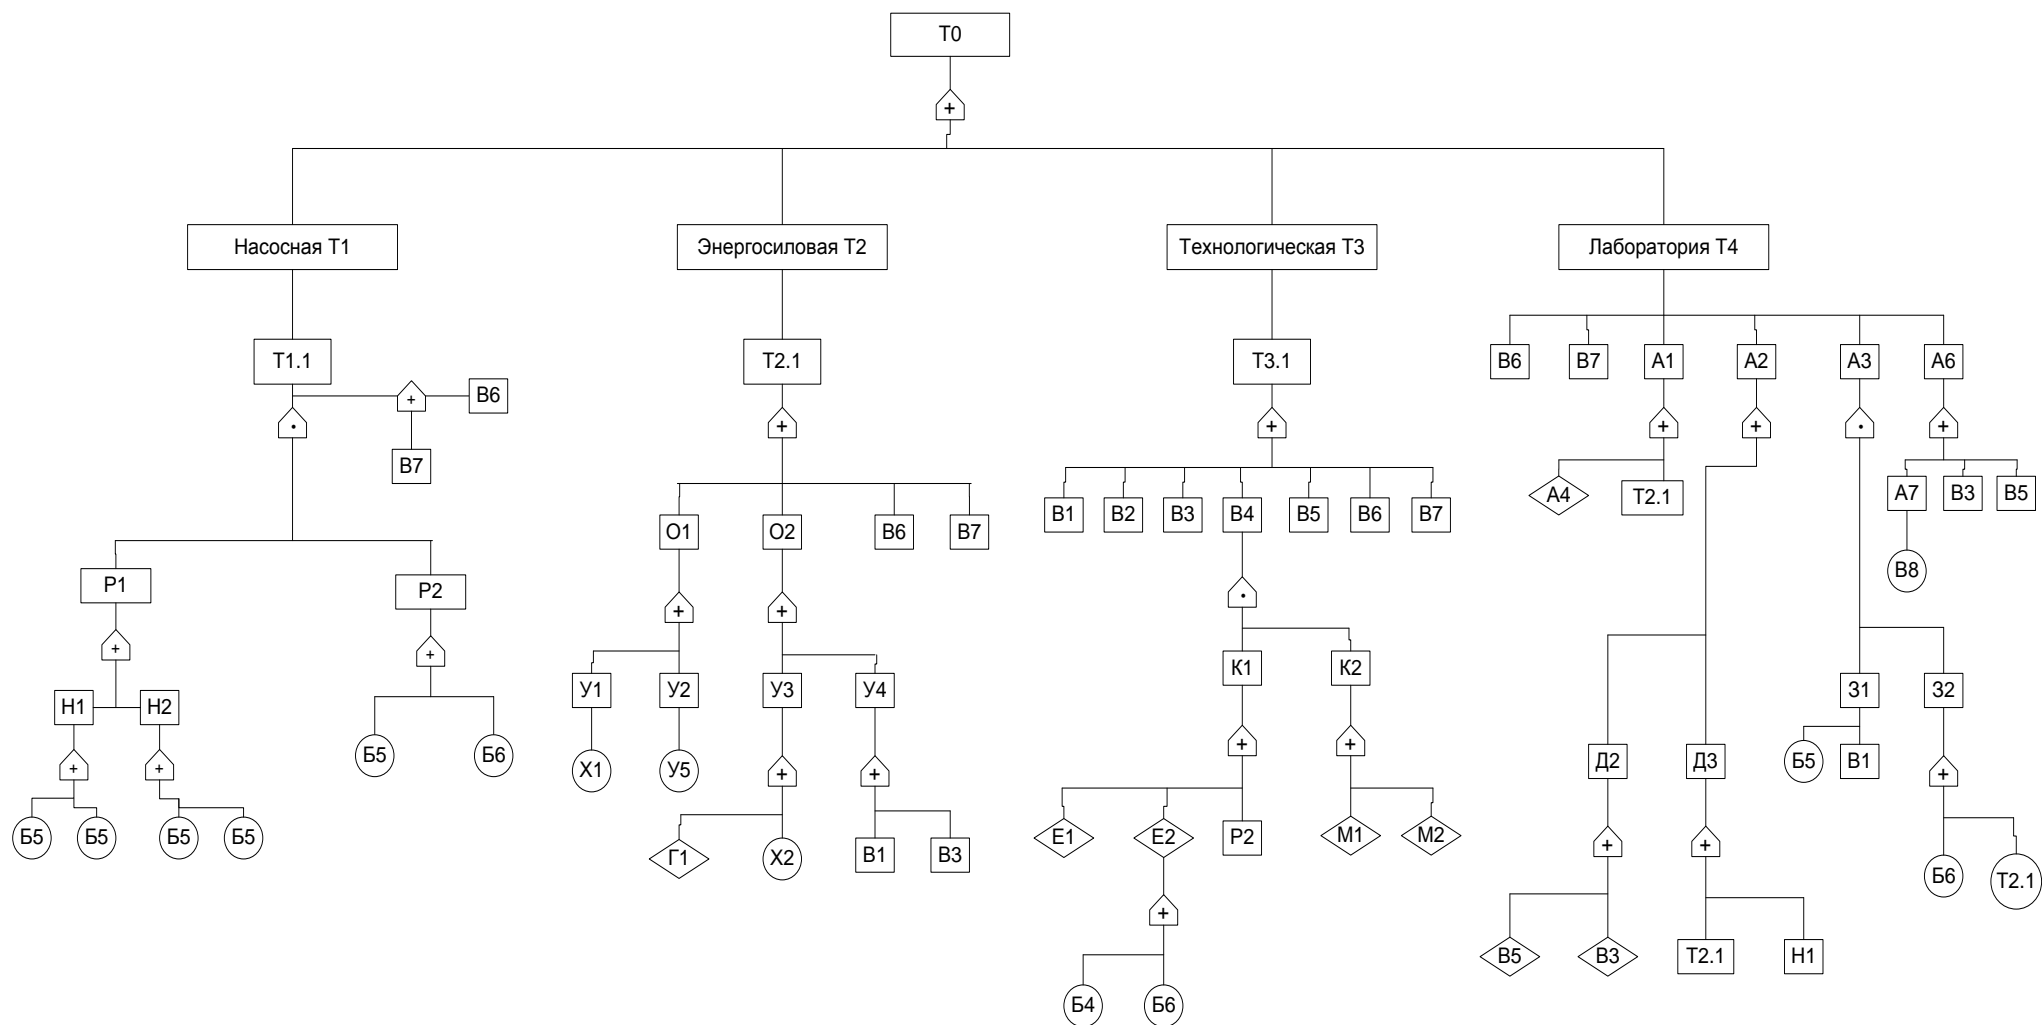 Т0
+
Насосная Т1
Энергосиловая Т2
Технологическая Т3
Лаборатория Т4
Т1.1
+
В6
В7
•
Р1
Р2
+
+
Н1
Н2
+
+
Б5
Б5
Б5
Б5
Б5
Б6
Т2.1
+
О1
О2
В6
В7
+
+
У1
У2
У3
У4
Х1
У5
+
+
Г1
Х2
В1
В3
Т3.1
+
В1
В2
В3
В4
В5
В6
В7
•
К1
К2
+
+
Е1
Е2
Р2
М1
М2
+
Б4
Б6
В6
В7
А1
А2
А3
А6
+
+
•
+
А4
Т2.1
А7
В3
В5
В8
Д2
Д3
+
+
В5
В3
Т2.1
Н1
З1
З2
Б5
В1
+
Б6
Т2.1